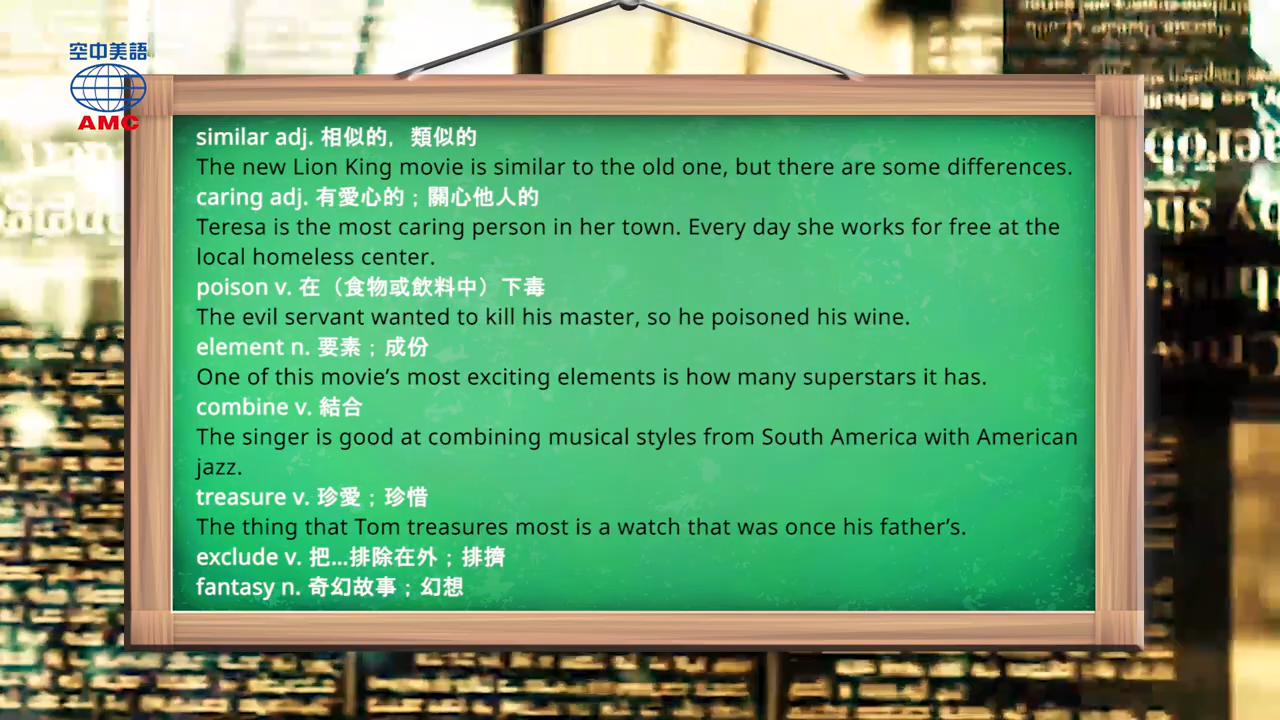 空中美語
AMC
similar adj. 相似的，類似的
The new Lion King movie is similar to the old one, but there are some differences.
caring adj. 有愛心的；關心他人的
Teresa is the most caring person in her town. Every day she works for free at the
local homeless center.
poison v. 在（食物或飲料中）下毒
The evil servant wanted to kill his master, so he poisoned his wine.
element n. 要素；成份
One of this movie’s most exciting elements is how many superstars it has.
combine v. 結合
The singer is good at combining musical styles from South America with American
jazz.
treasure v. 珍愛；珍惜
The thing that Tom treasures most is a watch that was once his father’s.
exclude v. 把...排除在外；排擠
fantasy n. 奇幻故事；幻想